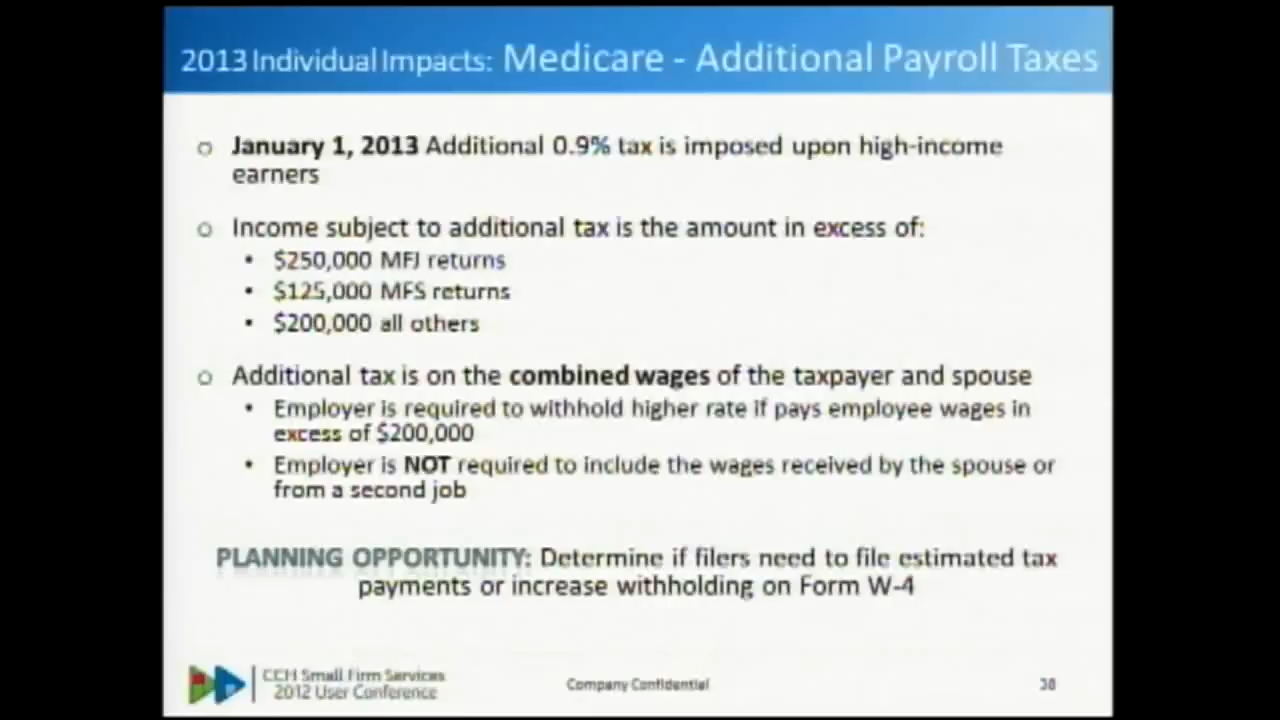 2013 Individual Impacts: Medicare - Additional Payroll Taxes
January 1, 2013 Additional 0.9% tax is imposed upon high-income
earners
Income subject to additional tax is the amount in excess of:
• $250,000 MFJ returns
• $125,000 MFS returns
• $200,000 all others
Additional tax is on the combined wages of the taxpayer and spouse
• Employer is required to withhold higher rate if pays employee wages in
excess of $200,000
• Employer is NOT required to include the wages received by the spouse or
from a second job
PLANNING OPPORTUNITY: Determine if filers need to file estimated tax
payments or increase withholding on Form W-4
CCH Small Firm Services
2012 User Conference
Company Confidential
38